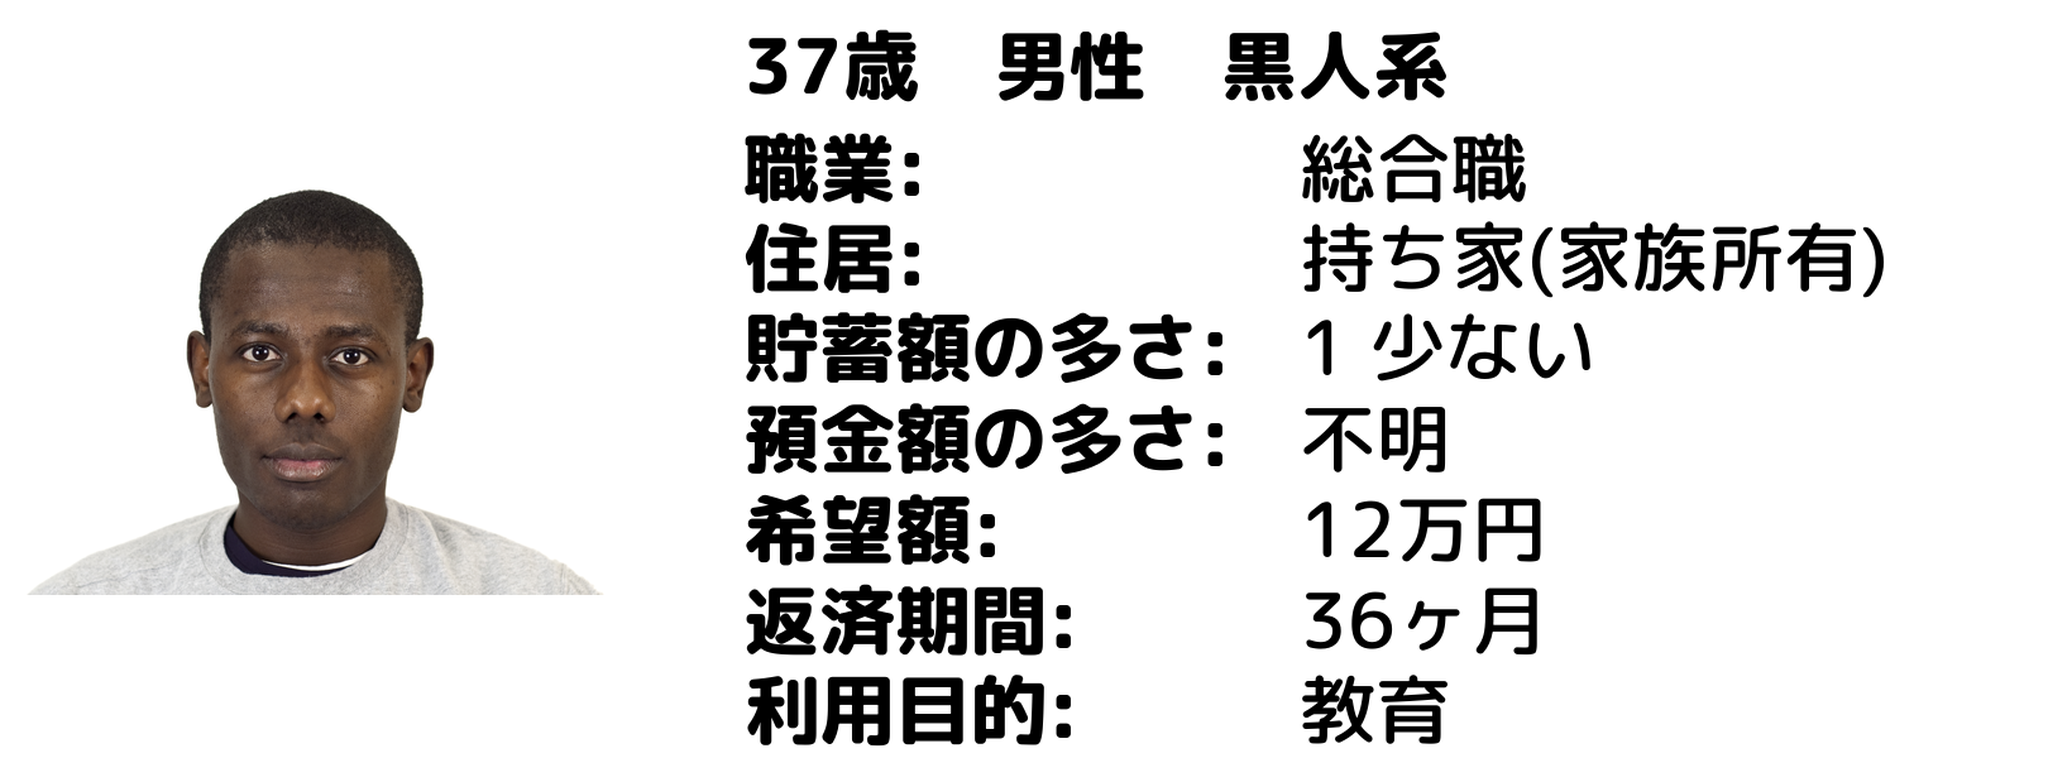 37歳　男性　黒人系
職業: 総合職
住居: 持ち家(家族所有)
貯蓄額の多さ: 1 少ない
預金額の多さ: 不明
希望額: 12万円
返済期間: 36ヶ月
利用目的: 教育